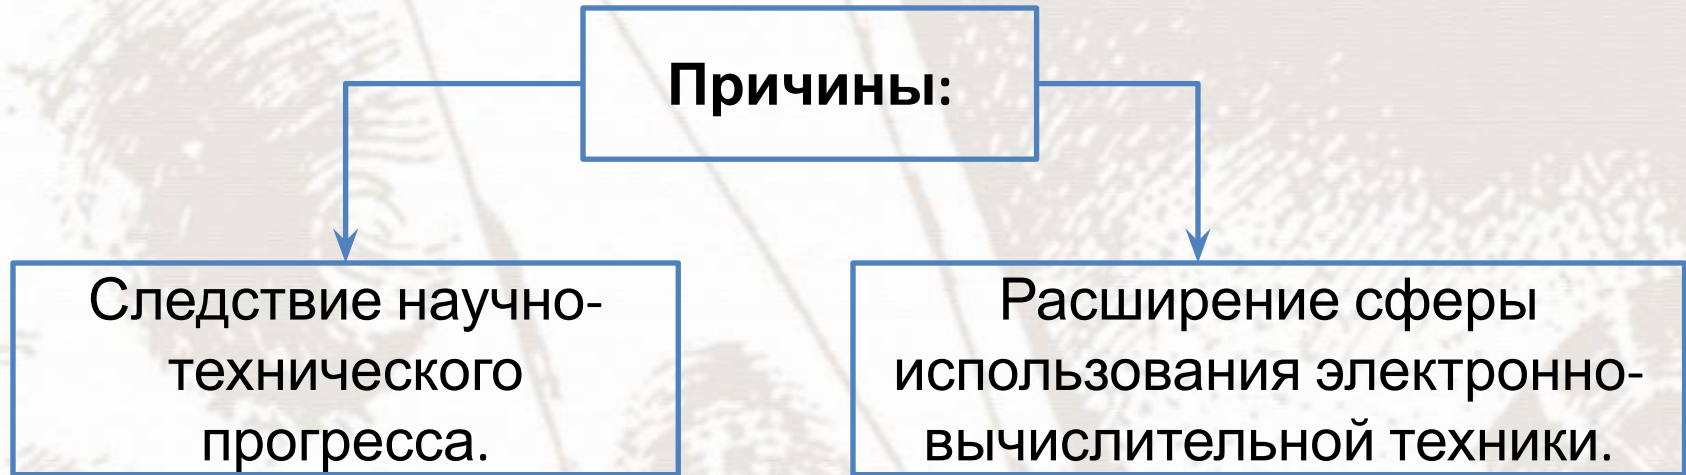 Причины:
Следствие научно-
технического
прогресса.
Расширение сферы
использования электронно-
вычислительной техники.